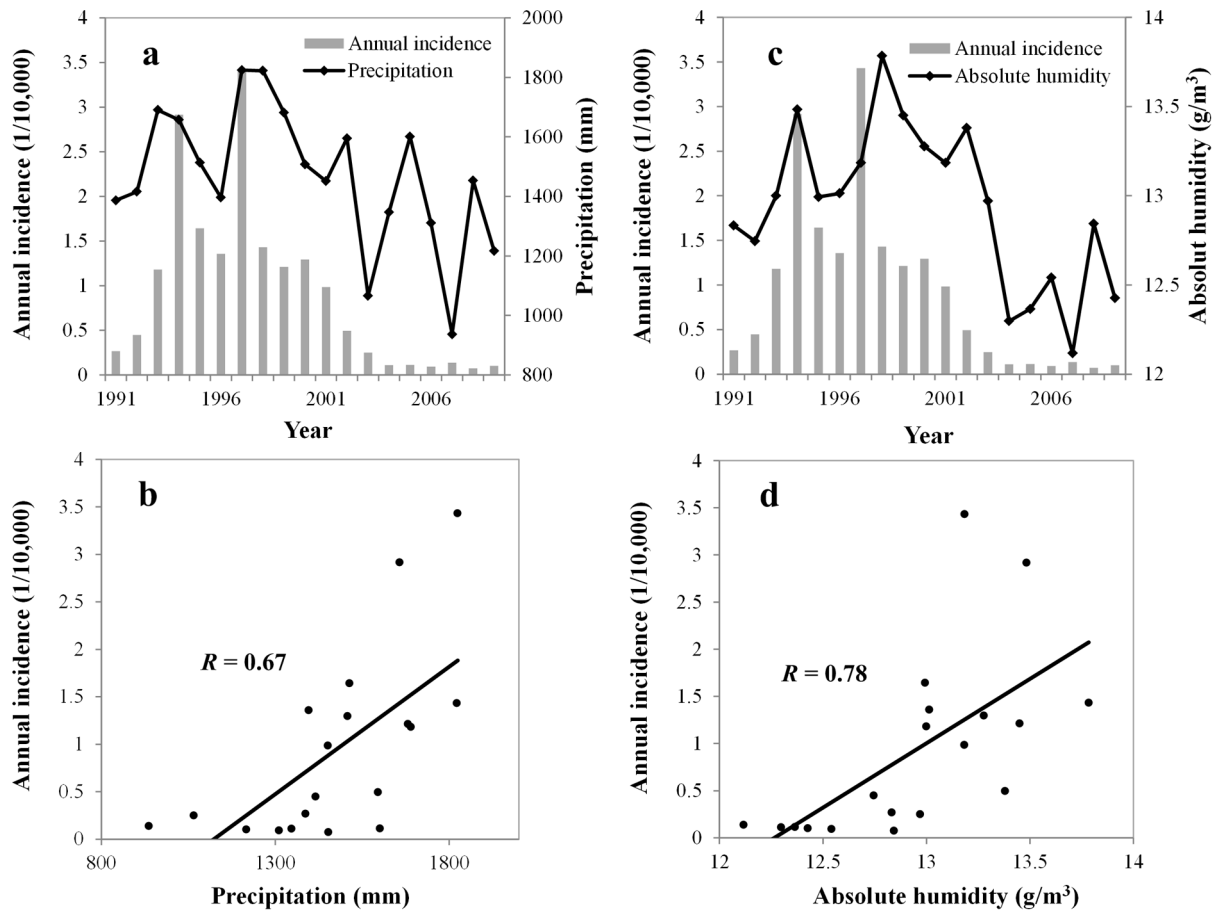 a
Annual incidence
Precipitation
4
3.5
3
2.5
2
1.5
1
0.5
0
Annual incidence (1/10,000)
2000
1800
1600
1400
1200
1000
800
Precipitation (mm)
1991 1996 2001 2006
Year
c
Annual incidence
Absolute humidity
4
3.5
3
2.5
2
1.5
1
0.5
0
Annual incidence (1/10,000)
14
13.5
13
12.5
12
Absolut humidity (g/m³)
1991 1996 2001 2006
Year
b
R = 0.67
4
3.5
3
2.5
2
1.5
1
0.5
0
Annual incidence (1/10,000)
800 1300 1800
Precipitation (mm)
d
R = 0.78
4
3.5
3
2.5
2
1.5
1
0.5
0
Annual incidence (1/10,000)
12 12.5 13 13.5 14
Absolute humidity (g/m³)